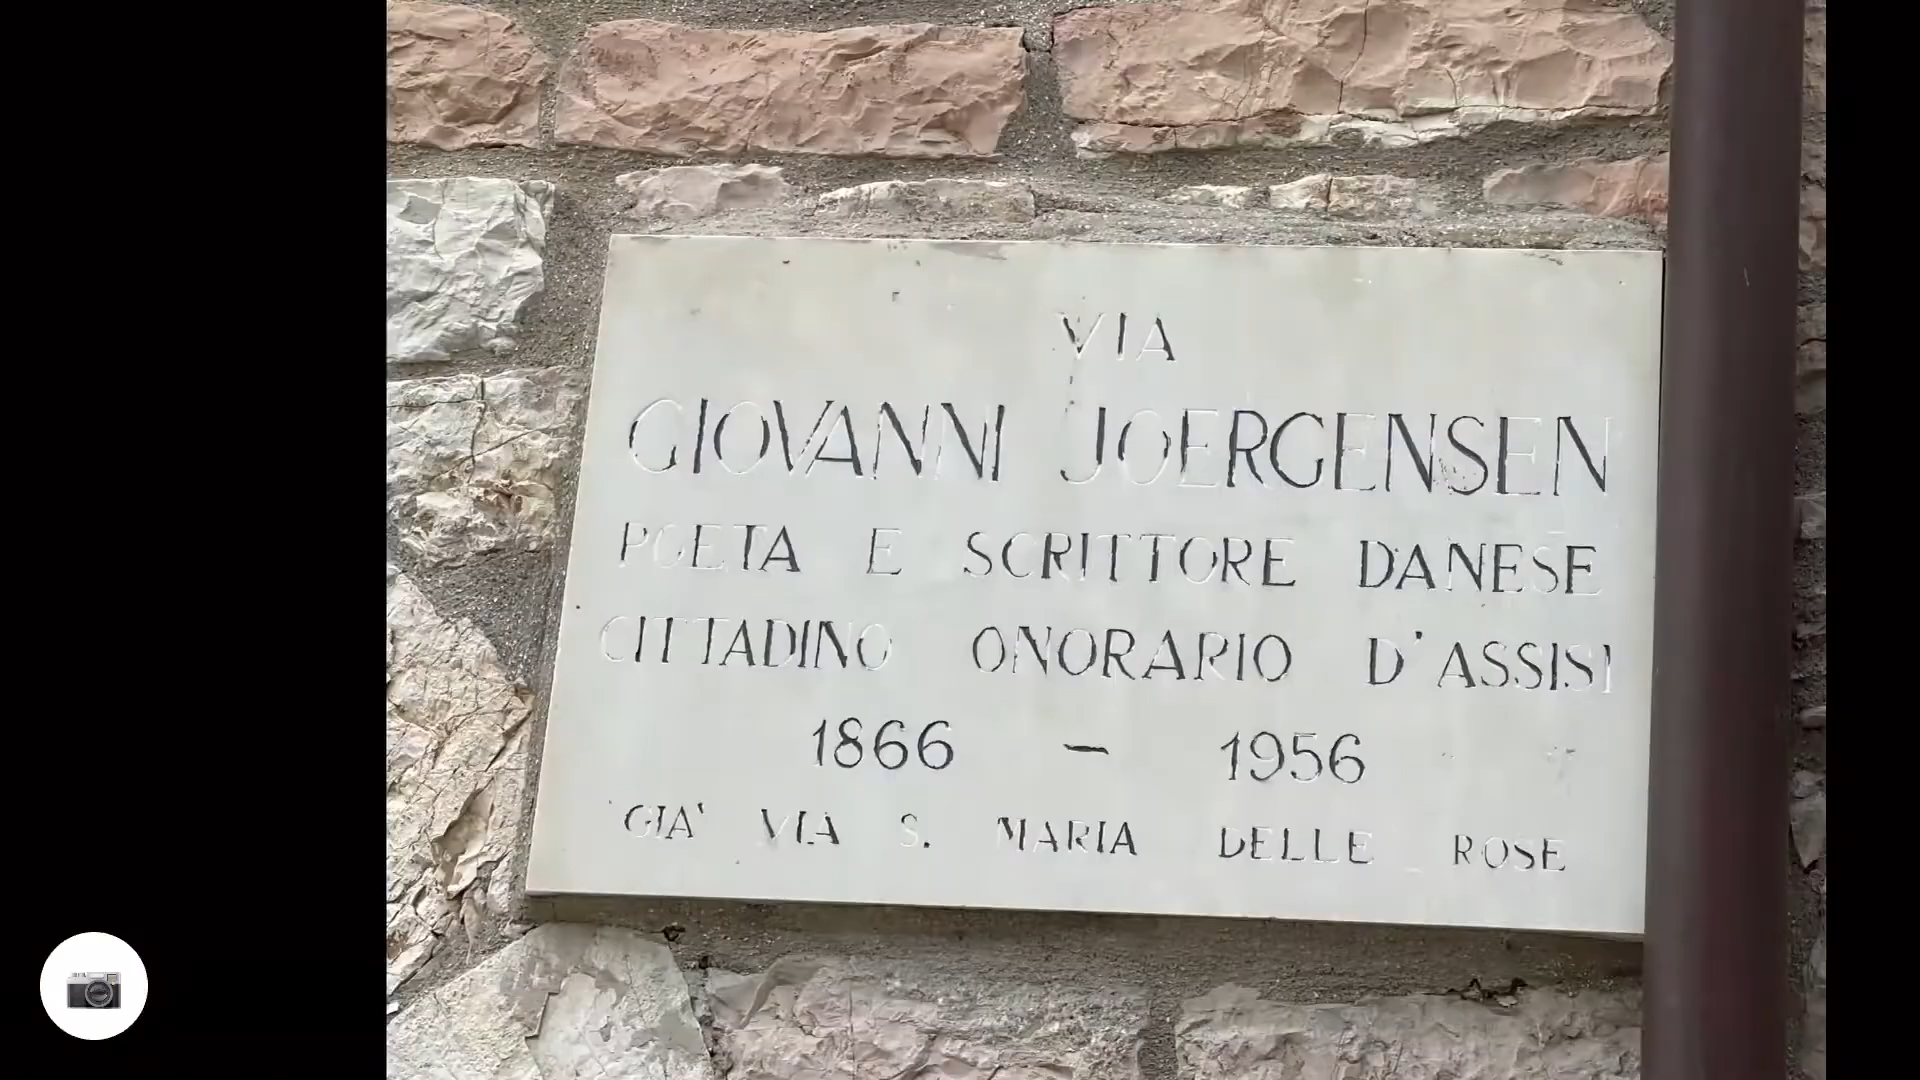 VIA
GIOVANNI JOERGENSEN
POETA E SCRITTORE DANESE
CITTADINO ONORARIO D'ASSISI
1866 - 1956
GIA' VIA S. MARIA DELLE ROSE